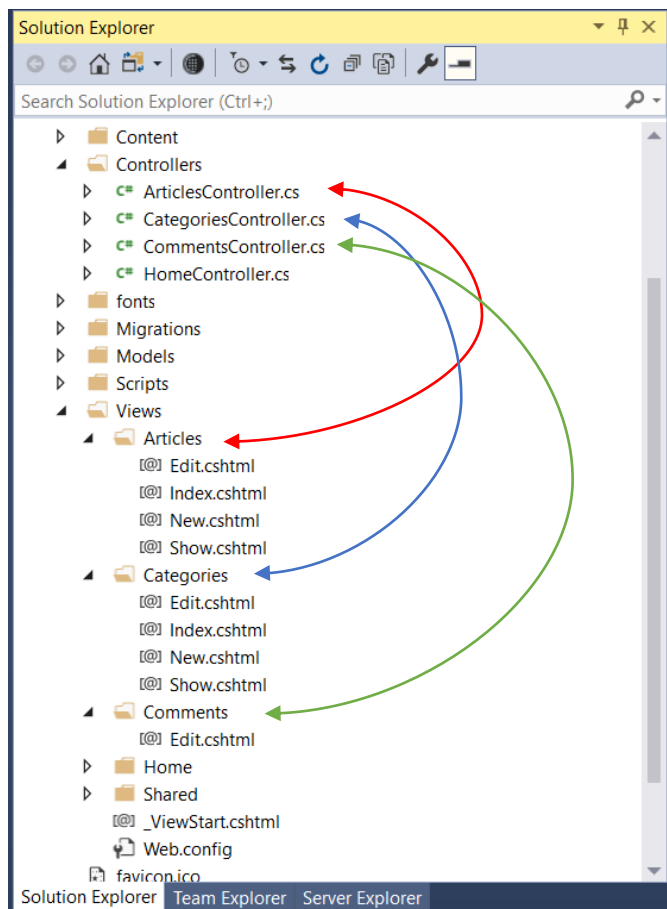 Solution Explorer
Search Solution Explorer (Ctrl+;)
Content
Controllers
C# ArticlesController.cs
C# CategoriesController.cs
C# CommentsController.cs
C# HomeController.cs
fonts
Migrations
Models
Scripts
Views
Articles
[@] Edit.cshtml
[@] Index.cshtml
[@] New.cshtml
[@] Show.cshtml
Categories
[@] Edit.cshtml
[@] Index.cshtml
[@] New.cshtml
[@] Show.cshtml
Comments
[@] Edit.cshtml
Home
Shared
[@] _ViewStart.cshtml
Web.config
favicon.ico
Solution Explorer Team Explorer Server Explorer